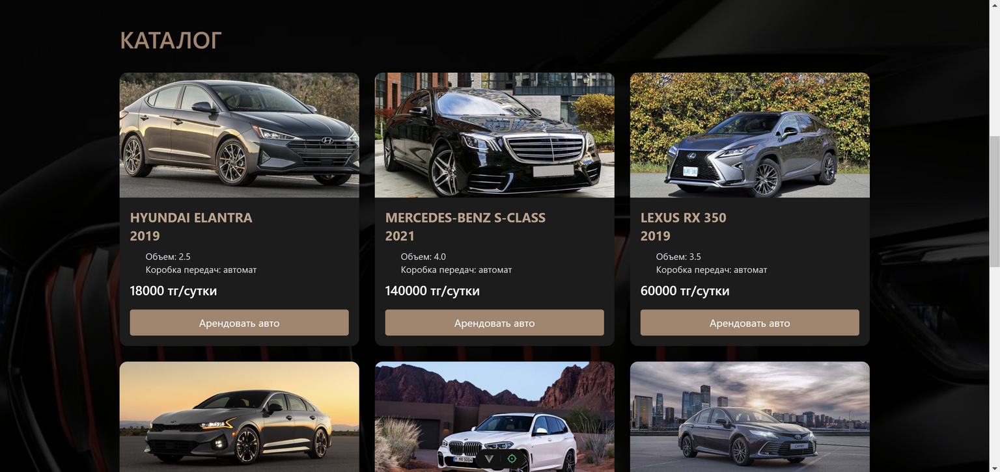 КАТАЛОГ
HYUNDAI ELANTRA
2019
Объем: 2.5
Коробка передач: автомат
18000 тг/сутки
Арендовать авто
MERCEDES-BENZ S-CLASS
2021
Объем: 4.0
Коробка передач: автомат
140000 тг/сутки
Арендовать авто
LEXUS RX 350
2019
Объем: 3.5
Коробка передач: автомат
60000 тг/сутки
Арендовать авто
CAMRY